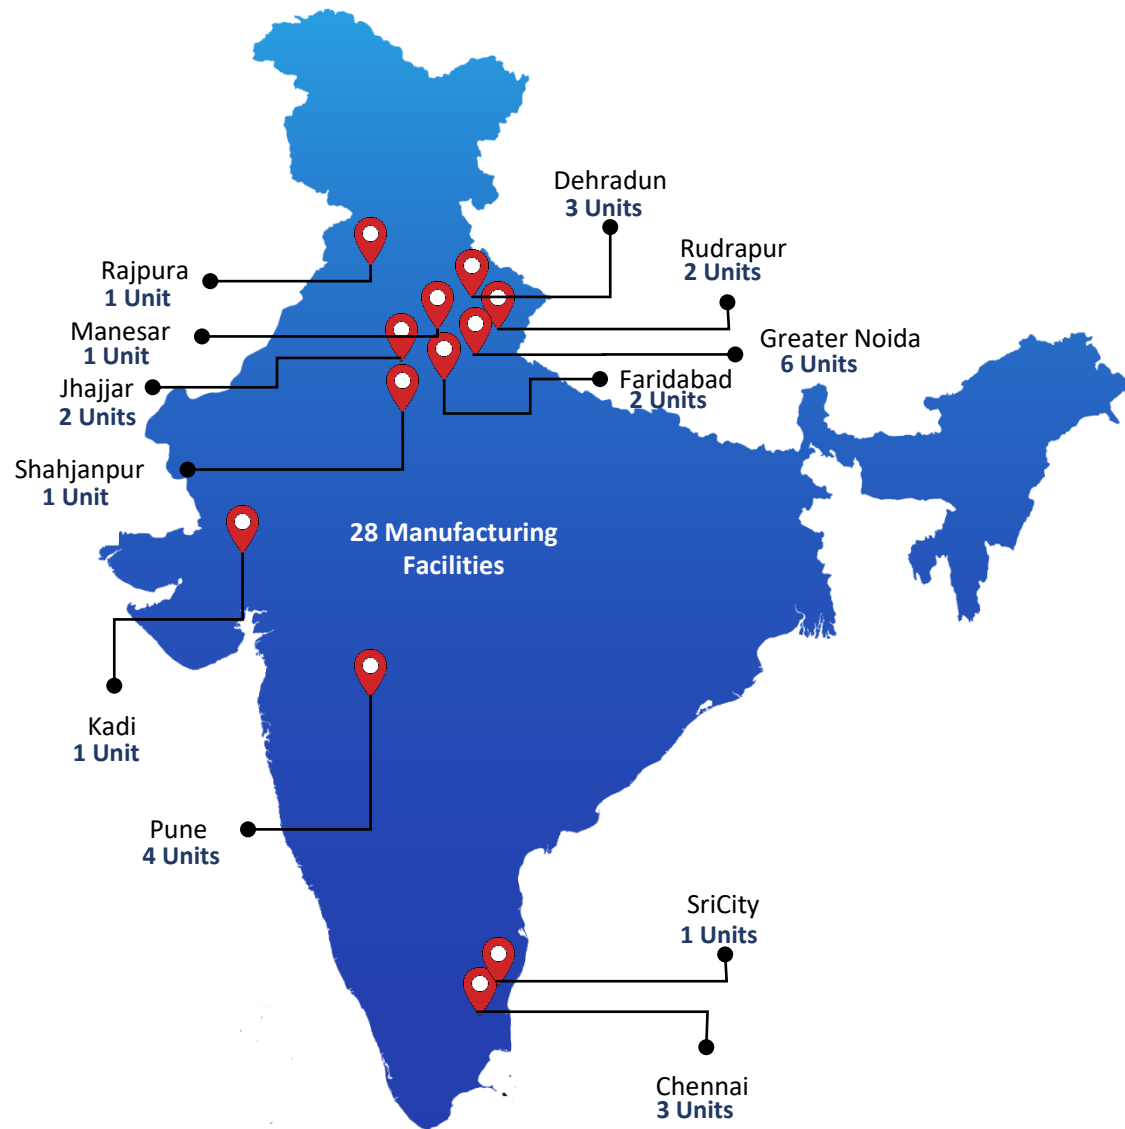 Dehradun
3 Units
Rudrapur
2 Units
Rajpura
1 Unit
Manesar
1 Unit
Greater Noida
6 Units
Jhajjar
2 Units
Faridabad
2 Units
Shahjanpur
1 Unit
28 Manufacturing
Facilities
Kadi
1 Unit
Pune
4 Units
SriCity
1 Units
Chennai
3 Units